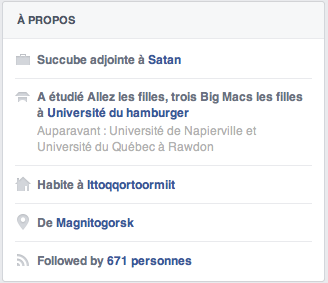 À PROPOS
Succube adjointe à Satan
A étudié Allez les filles, trois Big Macs les filles
à Université du hamburger
Auparavant : Université de Napierville et
Université du Québec à Rawdon
Habite à Ittoqqortoormiit
De Magnitogorsk
Followed by 671 personnes